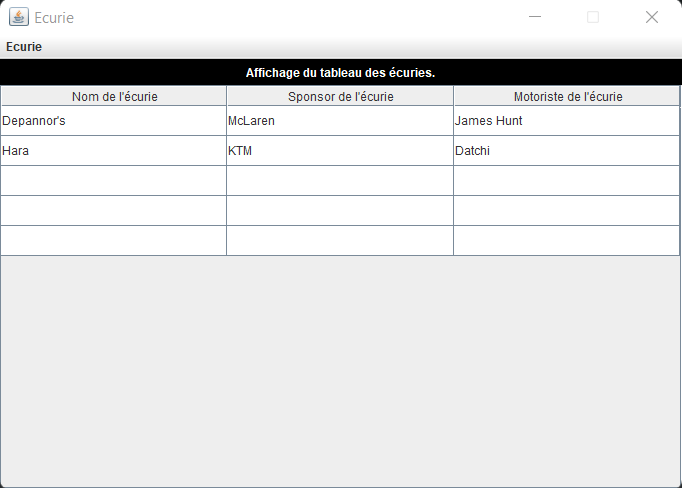 Ecurie
Ecurie
Affichage du tableau des écuries.
Nom de l'écurie Sponsor de l'écurie Motoriste de l'écurie
Depannor's McLaren James Hunt
Hara KTM Datchi